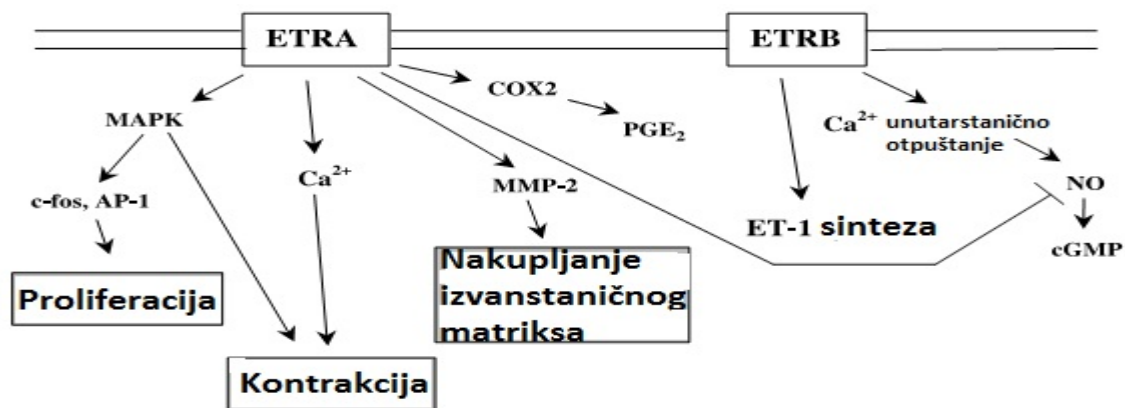 ETRA
ETRB
COX2
PGE₂
MAPK
Ca²⁺ unutarstanično
otpuštanje
Ca²⁺
MMP-2
c-fos, AP-1
NO
ET-1 sinteza
cGMP
Nakupljanje
izvanstaničnog
matriksa
Proliferacija
Kontrakcija